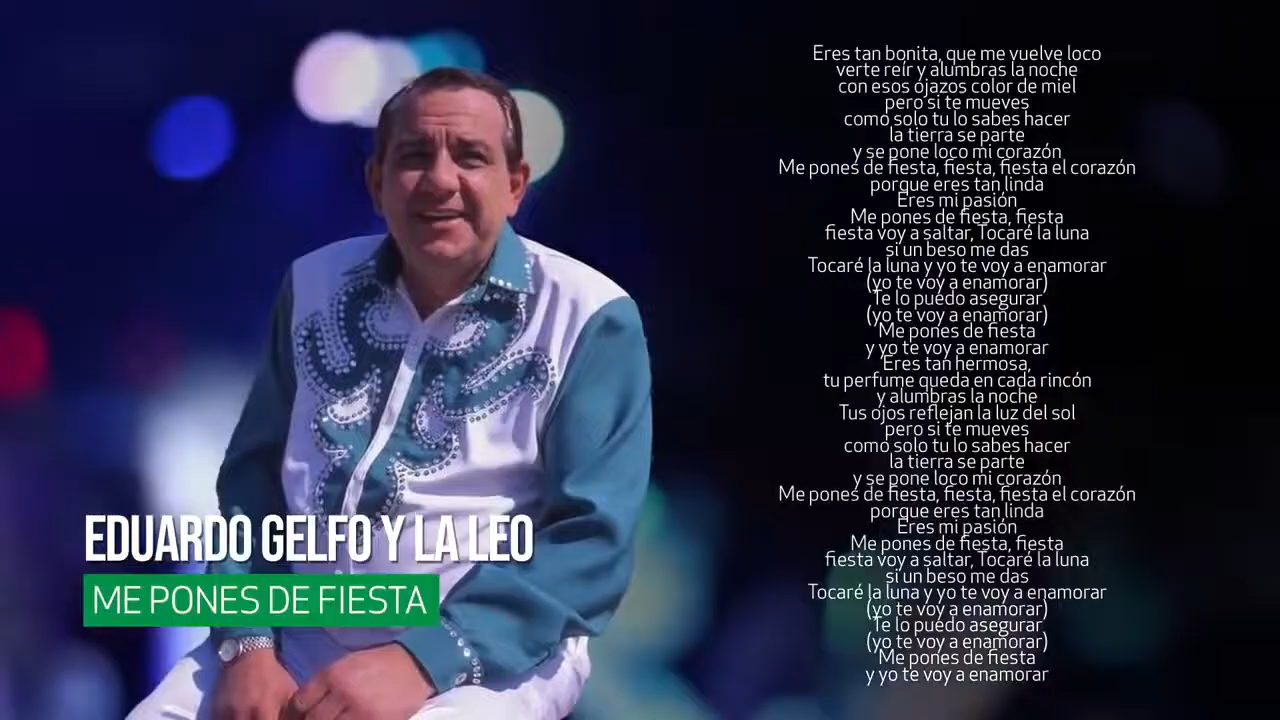 Eres tan bonita, que me vuelve loco
verte reír y alumbras la noche
con esos ojazos color de miel
pero si te mueves
como solo tu lo sabes hacer
la tierra se parte
y se pone loco mi corazón
Me pones de fiesta, fiesta, fiesta el corazón
porque eres tan linda
Eres mi pasión
Me pones de fiesta, fiesta
fiesta voy a saltar, Tocaré la luna
si un beso me das
Tocaré la luna y yo te voy a enamorar
(yo te voy a enamorar)
Te lo puedo asegurar
(yo te voy a enamorar)
Me pones de fiesta
y yo te voy a enamorar
Eres tan hermosa,
tu perfume queda en cada rincón
y alumbras la noche
Tus ojos reflejan la luz del sol
pero si te mueves
como solo tu lo sabes hacer
la tierra se parte
y se pone loco mi corazón
Me pones de fiesta, fiesta, fiesta el corazón
porque eres tan linda
Eres mi pasión
Me pones de fiesta, fiesta
fiesta voy a saltar, Tocaré la luna
si un beso me das
Tocaré la luna y yo te voy a enamorar
(yo te voy a enamorar)
Te lo puedo asegurar
(yo te voy a enamorar)
Me pones de fiesta
y yo te voy a enamorar
EDUARDO GELFO Y LA LEO
ME PONES DE FIESTA